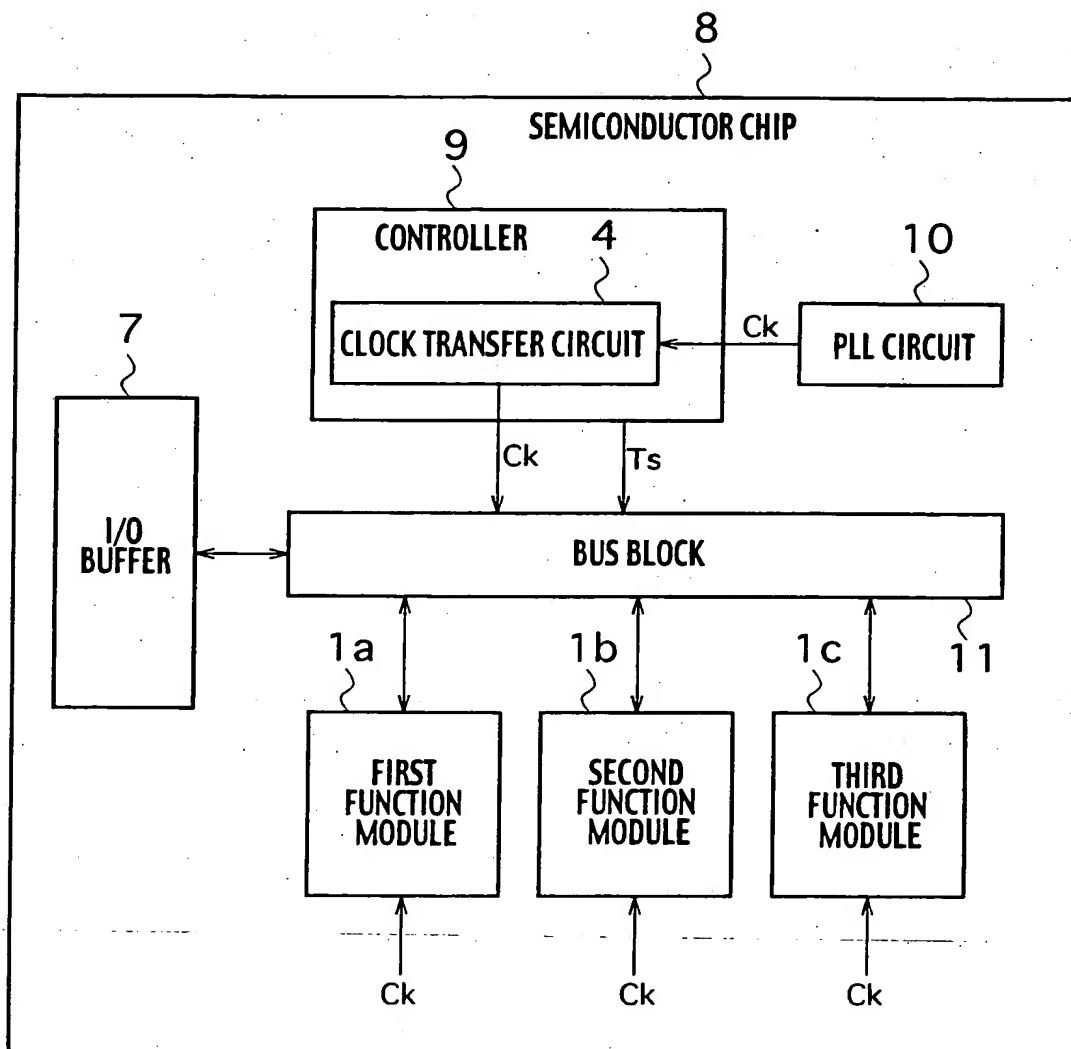 8
SEMICONDUCTOR CHIP
9
CONTROLLER
4
10
7
CLOCK TRANSFER CIRCUIT
Ck
PLL CIRCUIT
Ck
Ts
I/O
BUFFER
BUS BLOCK
1a
1b
1c
11
FIRST
FUNCTION
MODULE
SECOND
FUNCTION
MODULE
THIRD
FUNCTION
MODULE
Ck
Ck
Ck